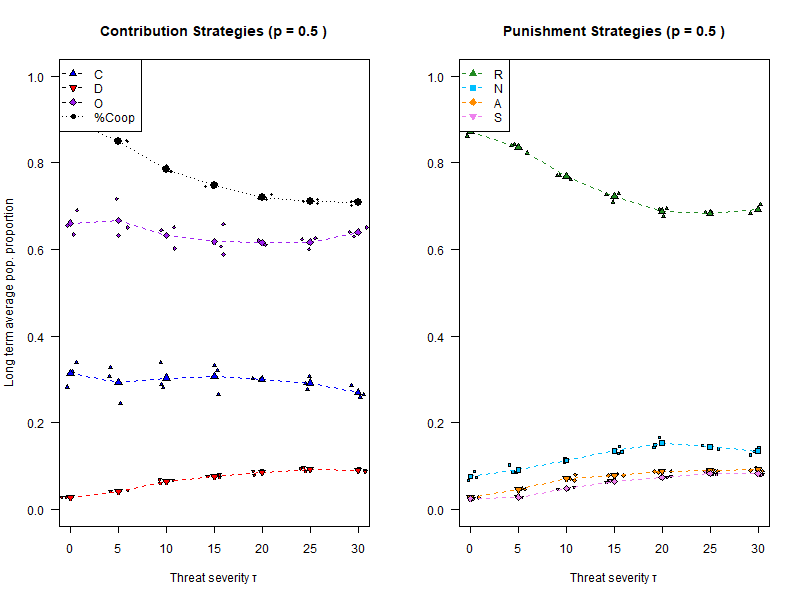 Contribution Strategies (p = 0.5 )
Long term average pop. proportion
1.0
0.8
0.6
0.4
0.2
0.0
C
D
O
%Coop
0
5
10
15
20
25
30
Threat severity τ
Punishment Strategies (p = 0.5 )
1.0
0.8
0.6
0.4
0.2
0.0
R
N
A
S
0
5
10
15
20
25
30
Threat severity τ